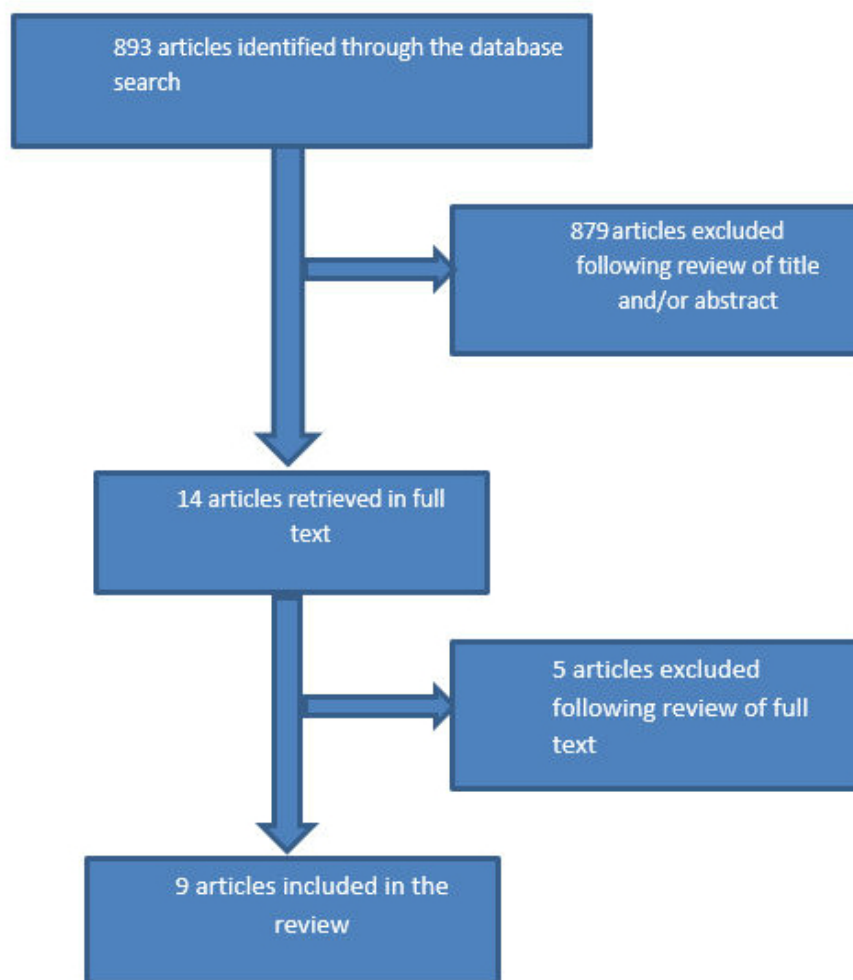 893 articles identified through the database
search
879 articles excluded
following review of title
and/or abstract
14 articles retrieved in full
text
5 articles excluded
following review of full
text
9 articles included in the
review